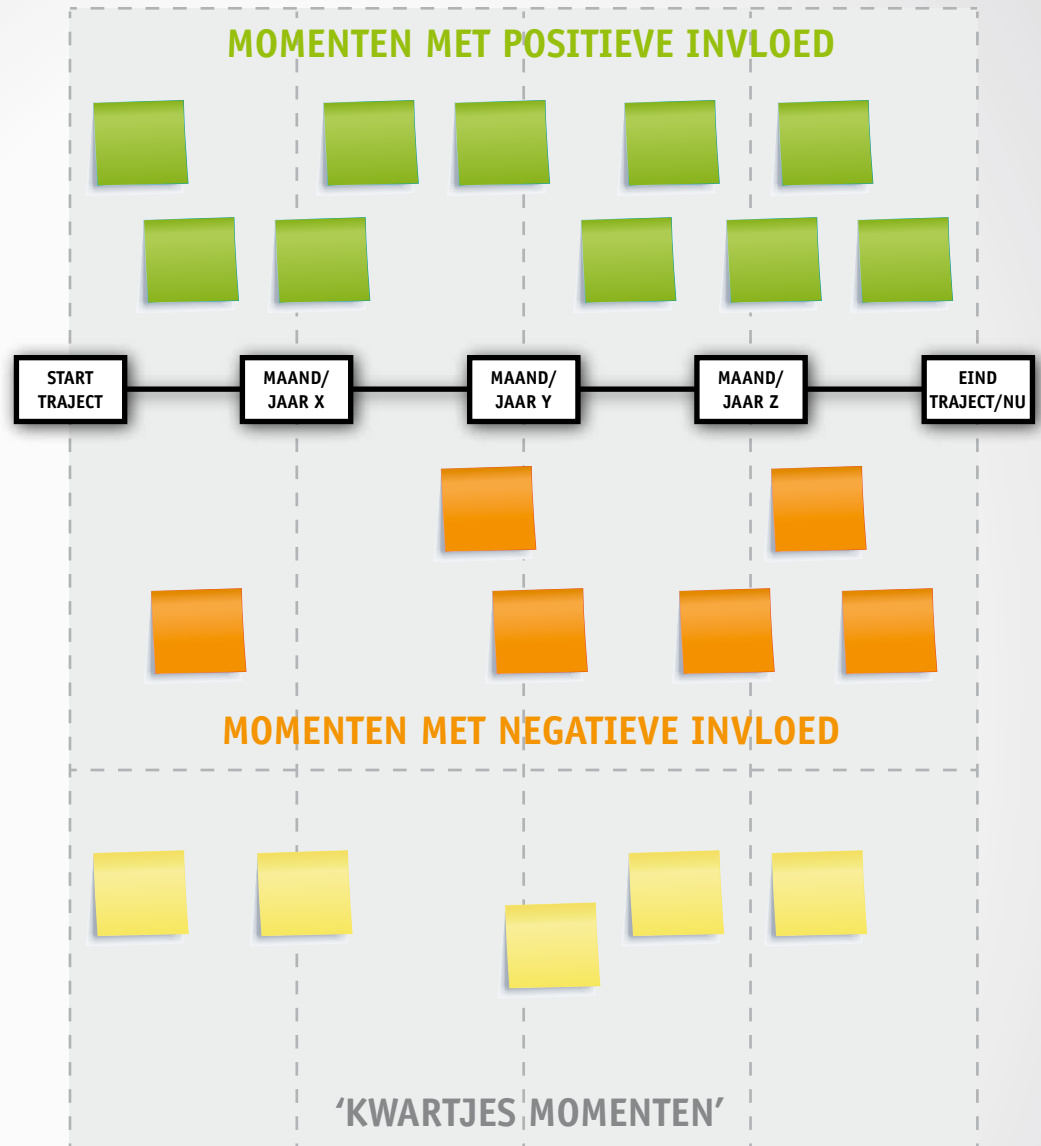 MOMENTEN MET POSITIEVE INVLOED
START
TRAJECT
MAAND/
JAAR X
MAAND/
JAAR Y
MAAND/
JAAR Z
EIND
TRAJECT/NU
MOMENTEN MET NEGATIEVE INVLOED
‘KWARTJES MOMENTEN’